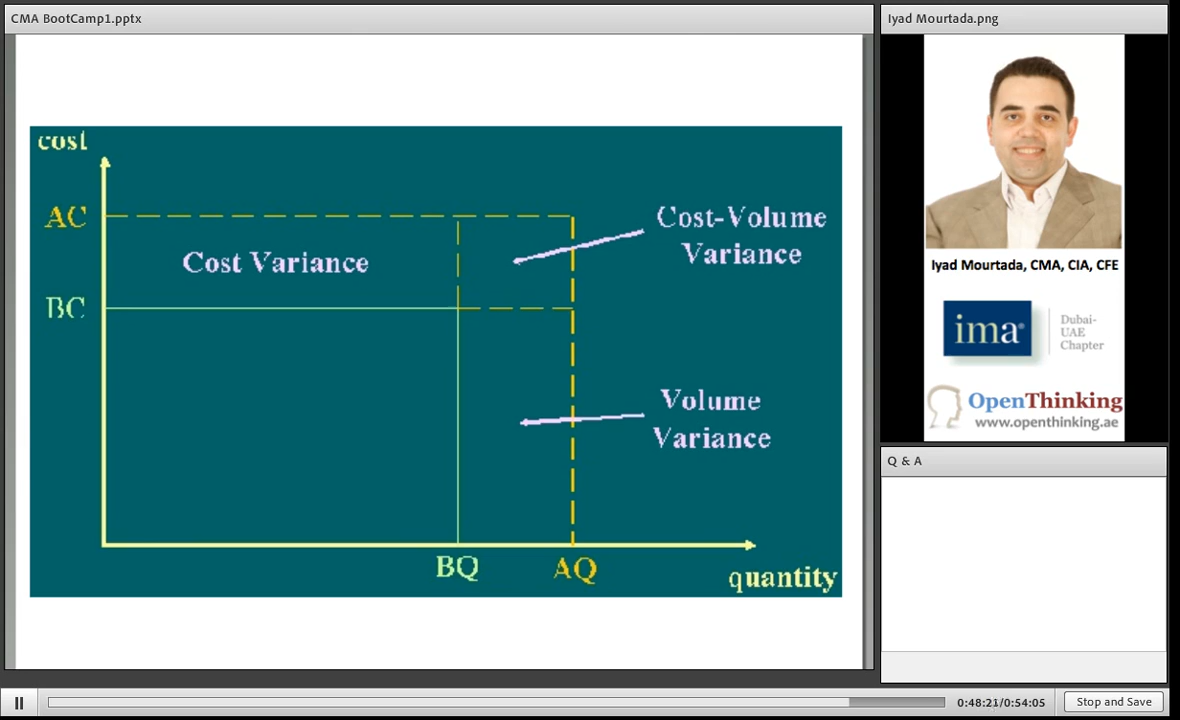 CMA BootCamp1.pptx
cost
AC
Cost Variance
BC
Cost-Volume
Variance
Volume
Variance
BQ
AQ
quantity
Iyad Mourtada.png
Iyad Mourtada, CMA, CIA, CFE
ima®
Dubai-
UAE
Chapter
OpenThinking
www.openthinking.ae
Q & A
0:48:21/0:54:05
Stop and Save